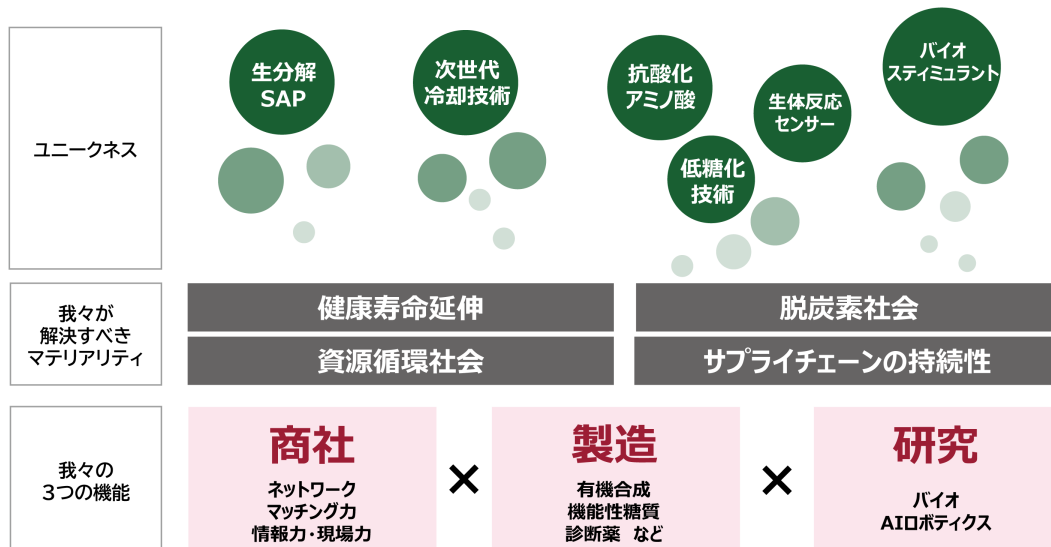 ユニークネス
生分解
SAP
次世代
冷却技術
抗酸化
アミノ酸
低糖化
技術
生体反応
センサー
バイオ
スティミュラント
我々が
解決すべき
マテリアリティ
健康寿命延伸
脱炭素社会
資源循環社会
サプライチェーンの持続性
我々の
3つの機能
商社
ネットワーク
マッチング力
情報力・現場力
×
製造
有機合成
機能性糖質
診断薬 など
×
研究
バイオ
AIロボティクス